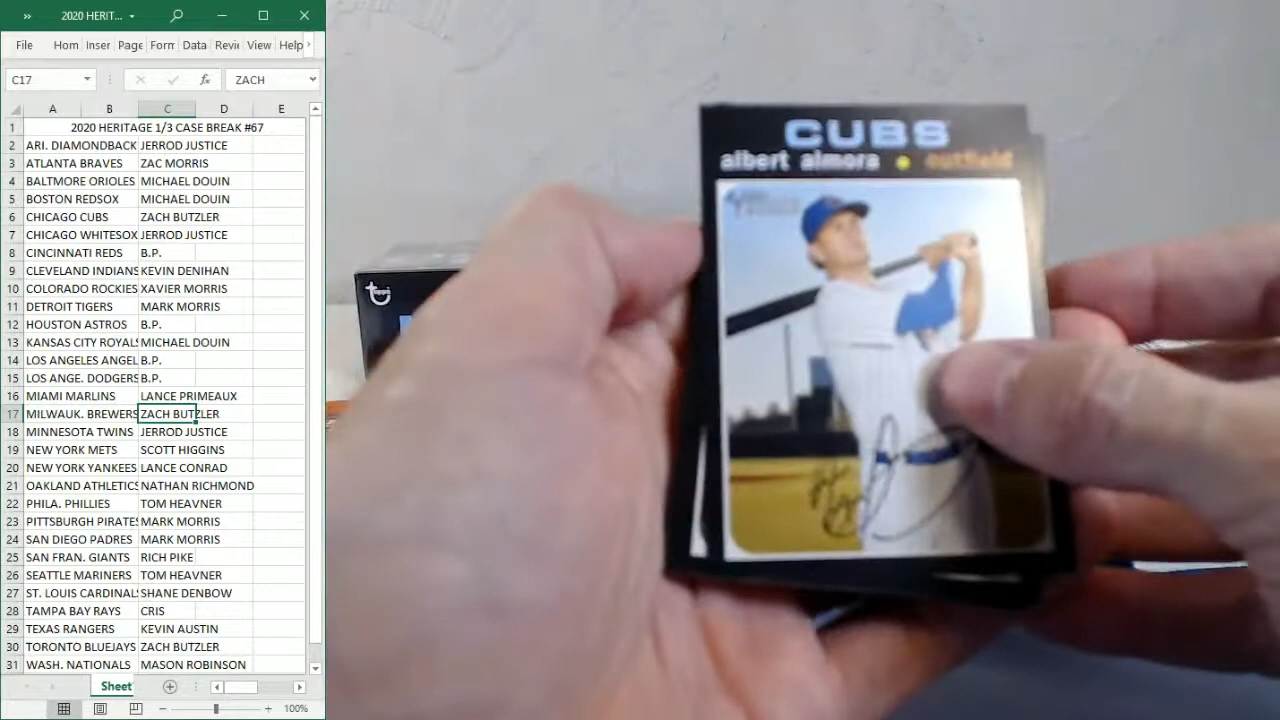 2020 HERIT...
File Hom Inser Page Form Data Revie View Help
C17 fx ZACH
A B C D E
1 2020 HERITAGE 1/3 CASE BREAK #67
2 ARI. DIAMONDBACK JERROD JUSTICE
3 ATLANTA BRAVES ZAC MORRIS
4 BALTMORE ORIOLES MICHAEL DOUIN
5 BOSTON REDSOX MICHAEL DOUIN
6 CHICAGO CUBS ZACH BUTZLER
7 CHICAGO WHITESOX JERROD JUSTICE
8 CINCINNATI REDS B.P.
9 CLEVELAND INDIANS KEVIN DENIHAN
10 COLORADO ROCKIES XAVIER MORRIS
11 DETROIT TIGERS MARK MORRIS
12 HOUSTON ASTROS B.P.
13 KANSAS CITY ROYALS MICHAEL DOUIN
14 LOS ANGELES ANGEL B.P.
15 LOS ANGE. DODGERS B.P.
16 MIAMI MARLINS LANCE PRIMEAUX
17 MILWAUK. BREWERS ZACH BUTZLER
18 MINNESOTA TWINS JERROD JUSTICE
19 NEW YORK METS SCOTT HIGGINS
20 NEW YORK YANKEES LANCE CONRAD
21 OAKLAND ATHLETICS NATHAN RICHMOND
22 PHILA. PHILLIES TOM HEAVNER
23 PITTSBURGH PIRATES MARK MORRIS
24 SAN DIEGO PADRES MARK MORRIS
25 SAN FRAN. GIANTS RICH PIKE
26 SEATTLE MARINERS TOM HEAVNER
27 ST. LOUIS CARDINALS SHANE DENBOW
28 TAMPA BAY RAYS CRIS
29 TEXAS RANGERS KEVIN AUSTIN
30 TORONTO BLUEJAYS ZACH BUTZLER
31 WASH. NATIONALS MASON ROBINSON
Sheet
100%
CUBS
albert almora • outfield